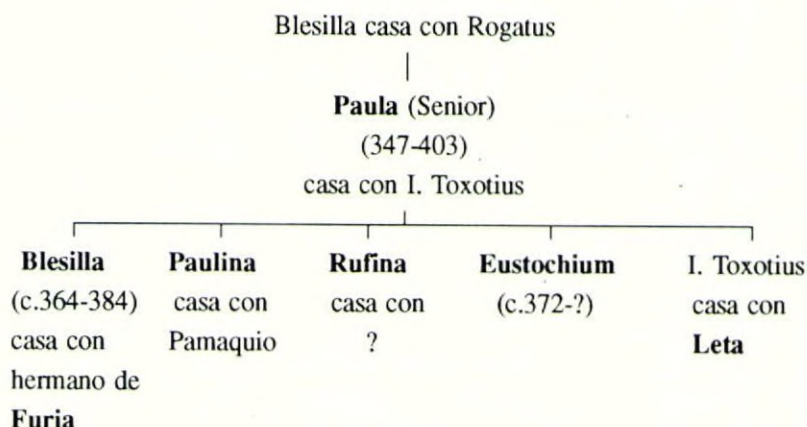 Blesilla casa con Rogatus
Paula (Senior)
(347-403)
casa con I. Toxotius
Blesilla
(c.364-384)
casa con
hermano de
Furia
Paulina
casa con
Pamaquio
Rufina
casa con
?
Eustochium
(c.372-?)
I. Toxotius
casa con
Leta